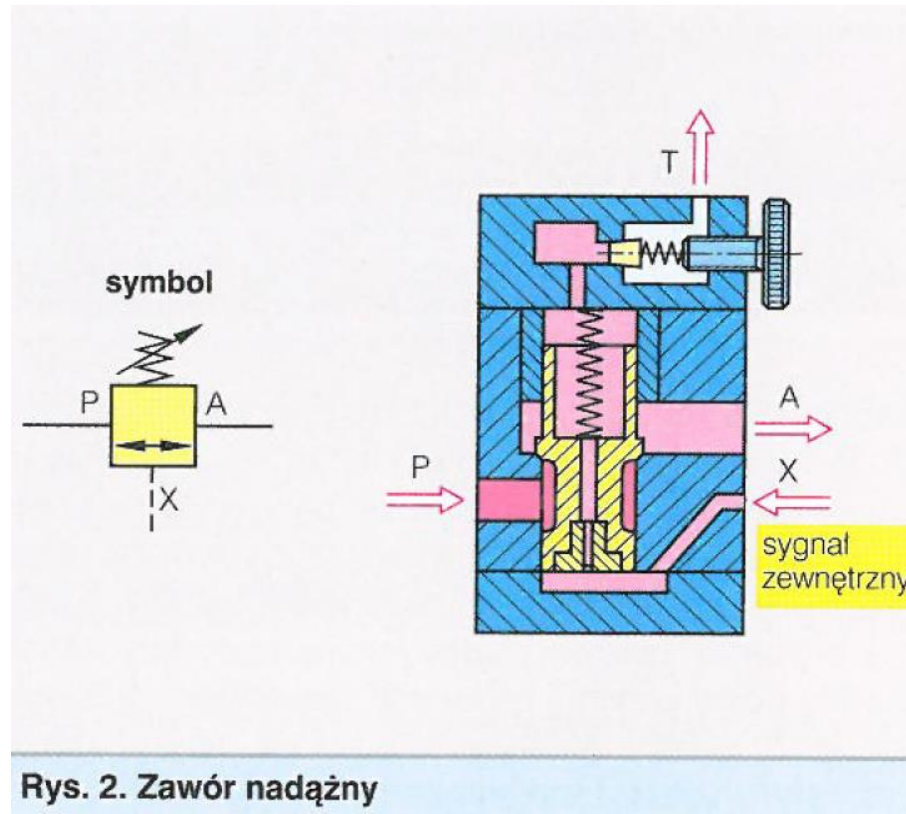 symbol
P A
X
T
A
P
X
sygnał
zewnętrzny
Rys. 2. Zawór nadążny